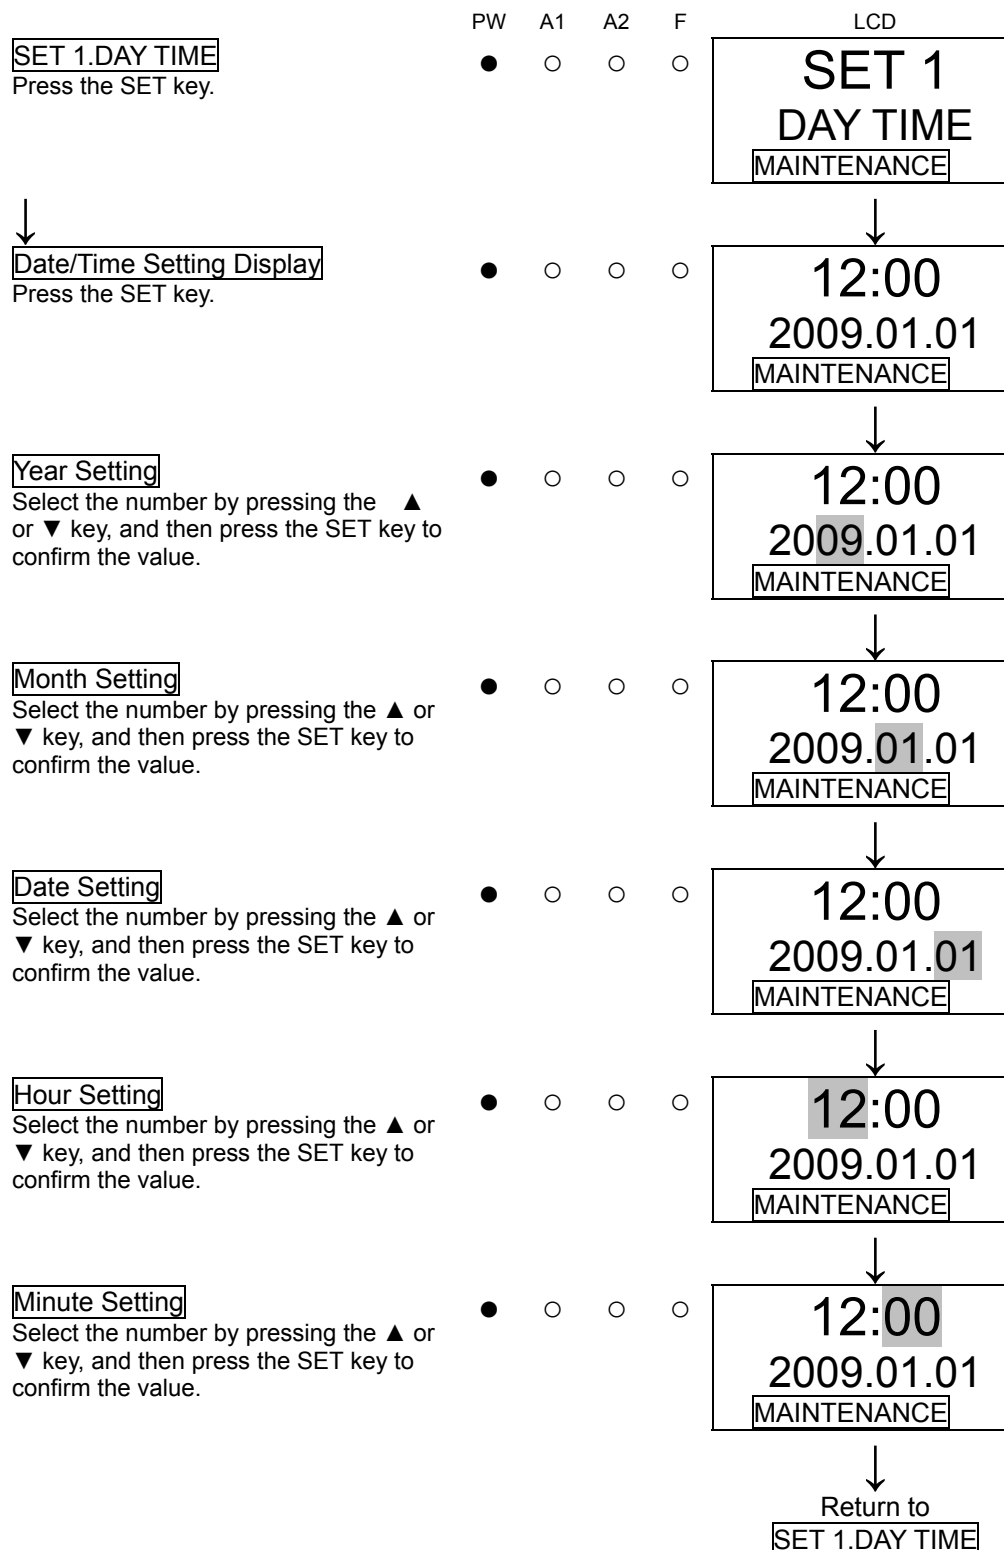 PW A1 A2 F LCD
SET 1.DAY TIME
Press the SET key.
● ○ ○ ○
SET 1
DAY TIME
MAINTENANCE
↓ ↓
Date/Time Setting Display
Press the SET key.
● ○ ○ ○
12:00
2009.01.01
MAINTENANCE
↓
Year Setting
Select the number by pressing the ▲
or ▼ key, and then press the SET key to
confirm the value.
● ○ ○ ○
12:00
2009.01.01
MAINTENANCE
↓
Month Setting
Select the number by pressing the ▲ or
▼ key, and then press the SET key to
confirm the value.
● ○ ○ ○
12:00
2009.01.01
MAINTENANCE
↓
Date Setting
Select the number by pressing the ▲ or
▼ key, and then press the SET key to
confirm the value.
● ○ ○ ○
12:00
2009.01.01
MAINTENANCE
↓
Hour Setting
Select the number by pressing the ▲ or
▼ key, and then press the SET key to
confirm the value.
● ○ ○ ○
12:00
2009.01.01
MAINTENANCE
↓
Minute Setting
Select the number by pressing the ▲ or
▼ key, and then press the SET key to
confirm the value.
● ○ ○ ○
12:00
2009.01.01
MAINTENANCE
↓
Return to
SET 1.DAY TIME